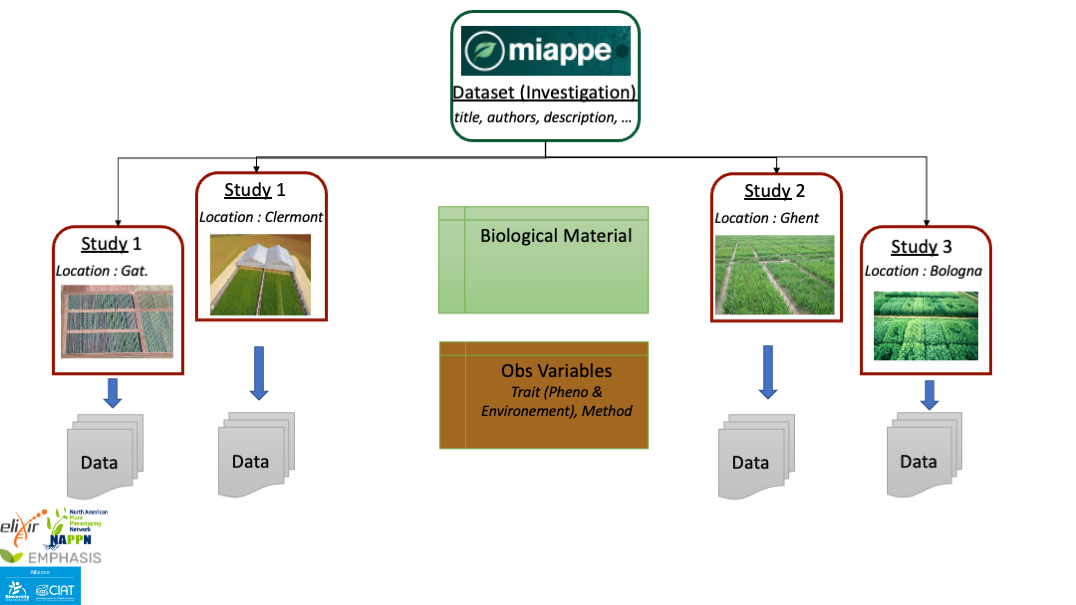 miappe
Dataset (Investigation)
title, authors, description, ...
Study 1
Location : Gat.
Study 1
Location : Clermont
Biological Material
Obs Variables
Trait (Pheno &
Environement), Method
Study 2
Location : Ghent
Study 3
Location : Bologna
Data
Data
Data
Data
elixir
North American
Plant
Phenotyping
Network
NAPPN
EMPHASIS
Alliance
Bioversity
CIAT